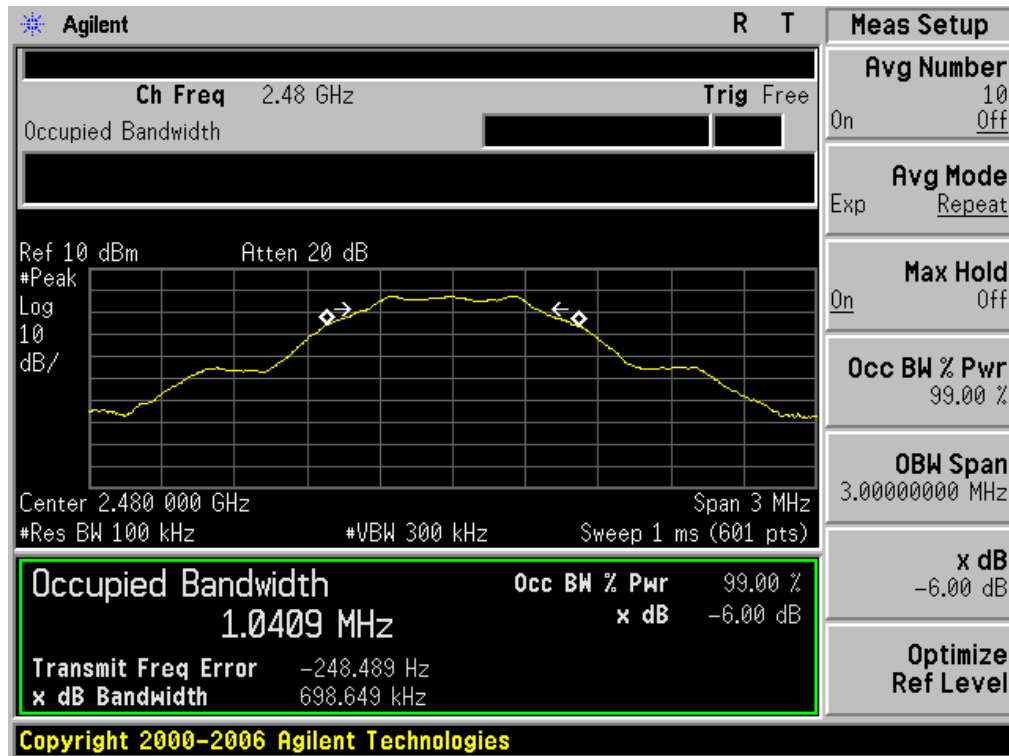 Agilent R T
Ch Freq 2.48 GHz Trig Free
Occupied Bandwidth
Ref 10 dBm Atten 20 dB
#Peak
Log
10
dB/
Center 2.480 000 GHz Span 3 MHz
#Res BW 100 kHz #VBW 300 kHz Sweep 1 ms (601 pts)
Occupied Bandwidth
1.0409 MHz
Occ BW % Pwr 99.00 %
x dB -6.00 dB
Transmit Freq Error -248.489 Hz
x dB Bandwidth 698.649 kHz
Copyright 2000-2006 Agilent Technologies
Meas Setup
Avg Number
10
On Off
Avg Mode
Exp Repeat
Max Hold
On Off
Occ BW % Pwr
99.00 %
OBW Span
3.00000000 MHz
x dB
-6.00 dB
Optimize
Ref Level